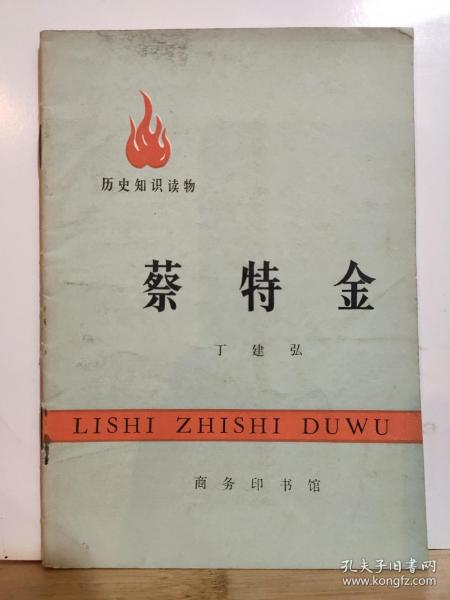 历史知识读物
蔡特金
丁建弘
LISHI ZHISHI DUWU
商务印书馆
孔夫子旧书网
www.kongfz.com